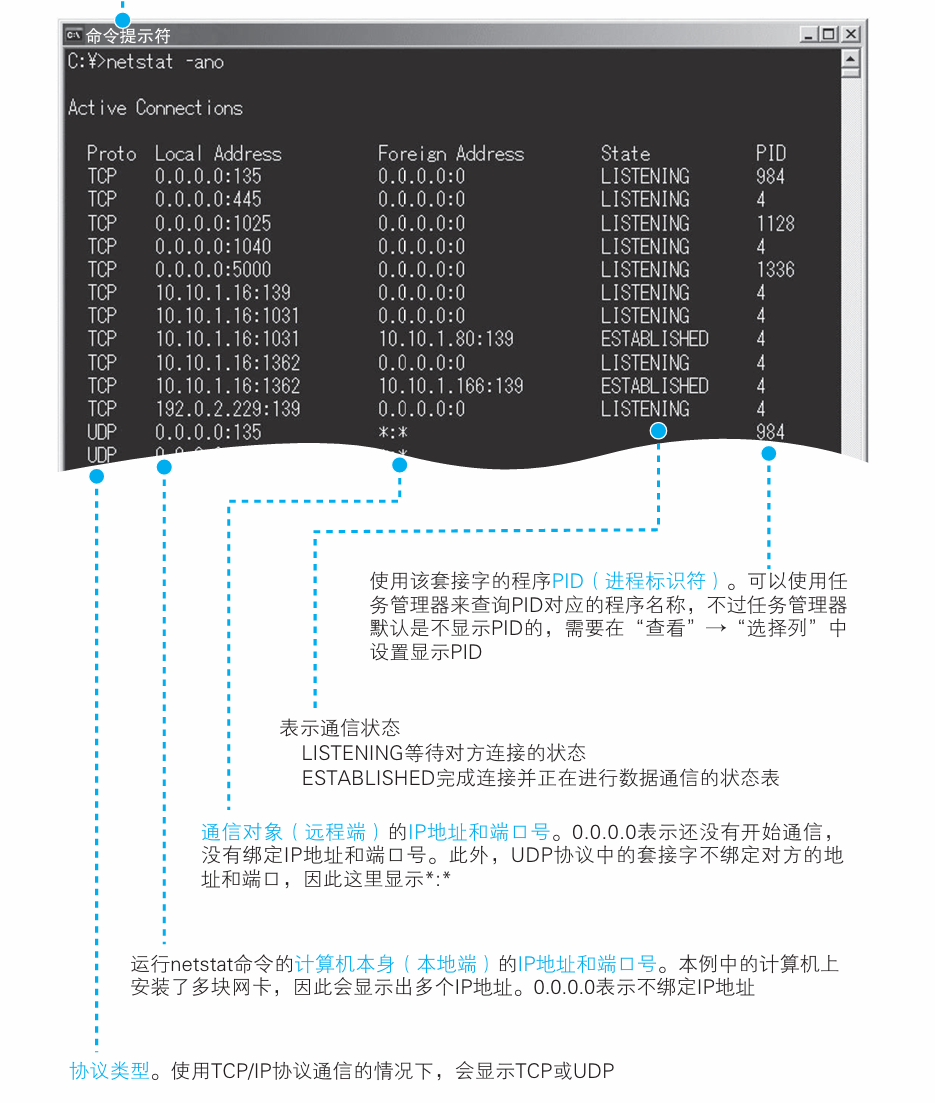 命令提示符
C:¥>netstat -ano
Active Connections
Proto Local Address Foreign Address State PID
TCP 0.0.0.0:135 0.0.0.0:0 LISTENING 984
TCP 0.0.0.0:445 0.0.0.0:0 LISTENING 4
TCP 0.0.0.0:1025 0.0.0.0:0 LISTENING 1128
TCP 0.0.0.0:1040 0.0.0.0:0 LISTENING 4
TCP 0.0.0.0:5000 0.0.0.0:0 LISTENING 1336
TCP 10.10.1.16:139 0.0.0.0:0 LISTENING 4
TCP 10.10.1.16:1031 0.0.0.0:0 LISTENING 4
TCP 10.10.1.16:1031 10.10.1.80:139 ESTABLISHED 4
TCP 10.10.1.16:1362 0.0.0.0:0 LISTENING 4
TCP 10.10.1.16:1362 10.10.1.166:139 ESTABLISHED 4
TCP 192.0.2.229:139 0.0.0.0:0 LISTENING 4
UDP 0.0.0.0:135 *:* 984
UDP
使用该套接字的程序PID（进程标识符）。可以使用任
务管理器来查询PID对应的程序名称，不过任务管理器
默认是不显示PID的，需要在“查看”→“选择列”中
设置显示PID
表示通信状态
LISTENING等待对方连接的状态
ESTABLISHED完成连接并正在进行数据通信的状态表
通信对象（远程端）的IP地址和端口号。0.0.0.0表示还没有开始通信，
没有绑定IP地址和端口号。此外，UDP协议中的套接字不绑定对方的地
址和端口，因此这里显示*:*
运行netstat命令的计算机本身（本地端）的IP地址和端口号。本例中的计算机上
安装了多块网卡，因此会显示出多个IP地址。0.0.0.0表示不绑定IP地址
协议类型。使用TCP/IP协议通信的情况下，会显示TCP或UDP